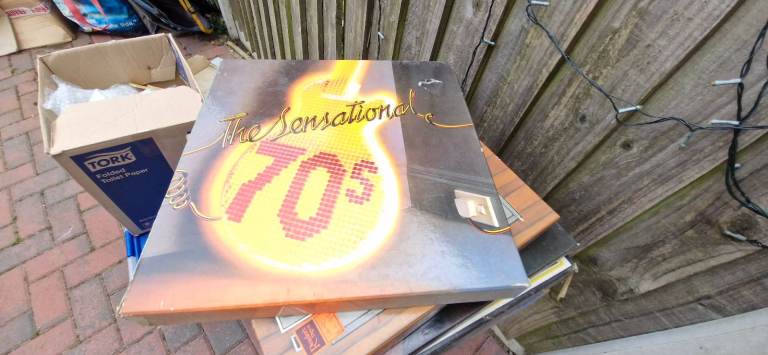 The Sensational
70s
TORK
Folded
Toilet Paper